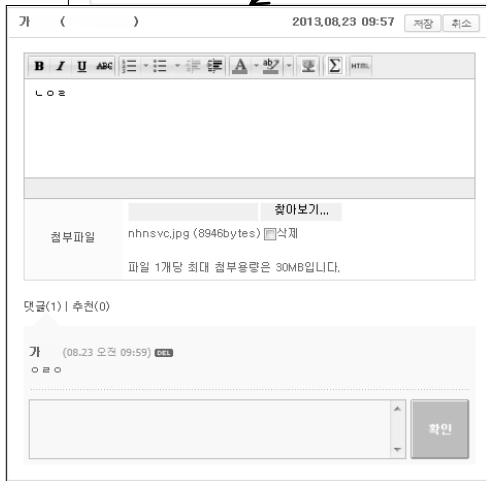 가 ( ) 2013,08,23 09:57 저장 취소
B I U ABC A ab Σ HTML
ㄴㅇㄹ
찾아보기...
첨부파일 nhnsvc.jpg (8946bytes) 삭제
파일 1개당 최대 첨부용량은 30MB입니다.
댓글(1) | 추천(0)
가 (08.23 오전 09:59) DEL
ㅇㄹㅇ
확인